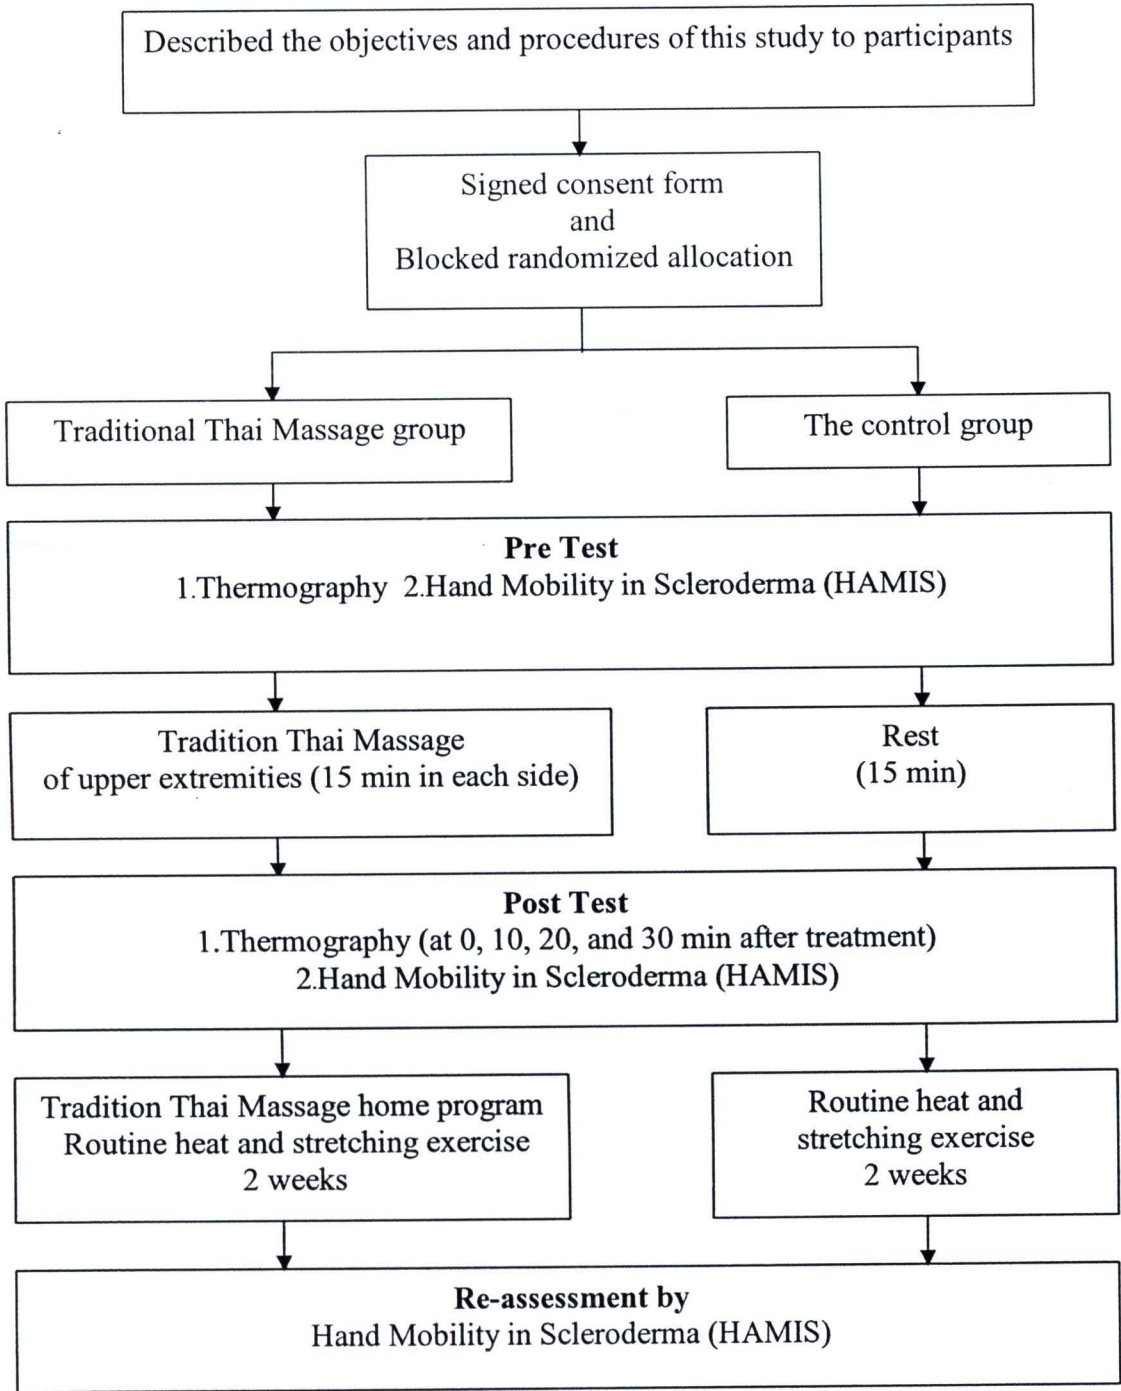 Described the objectives and procedures of this study to participants
Signed consent form
and
Blocked randomized allocation
Traditional Thai Massage group
The control group
Pre Test
1.Thermography 2.Hand Mobility in Scleroderma (HAMIS)
Tradition Thai Massage
of upper extremities (15 min in each side)
Rest
(15 min)
Post Test
1.Thermography (at 0, 10, 20, and 30 min after treatment)
2.Hand Mobility in Scleroderma (HAMIS)
Tradition Thai Massage home program
Routine heat and stretching exercise
2 weeks
Routine heat and
stretching exercise
2 weeks
Re-assessment by
Hand Mobility in Scleroderma (HAMIS)